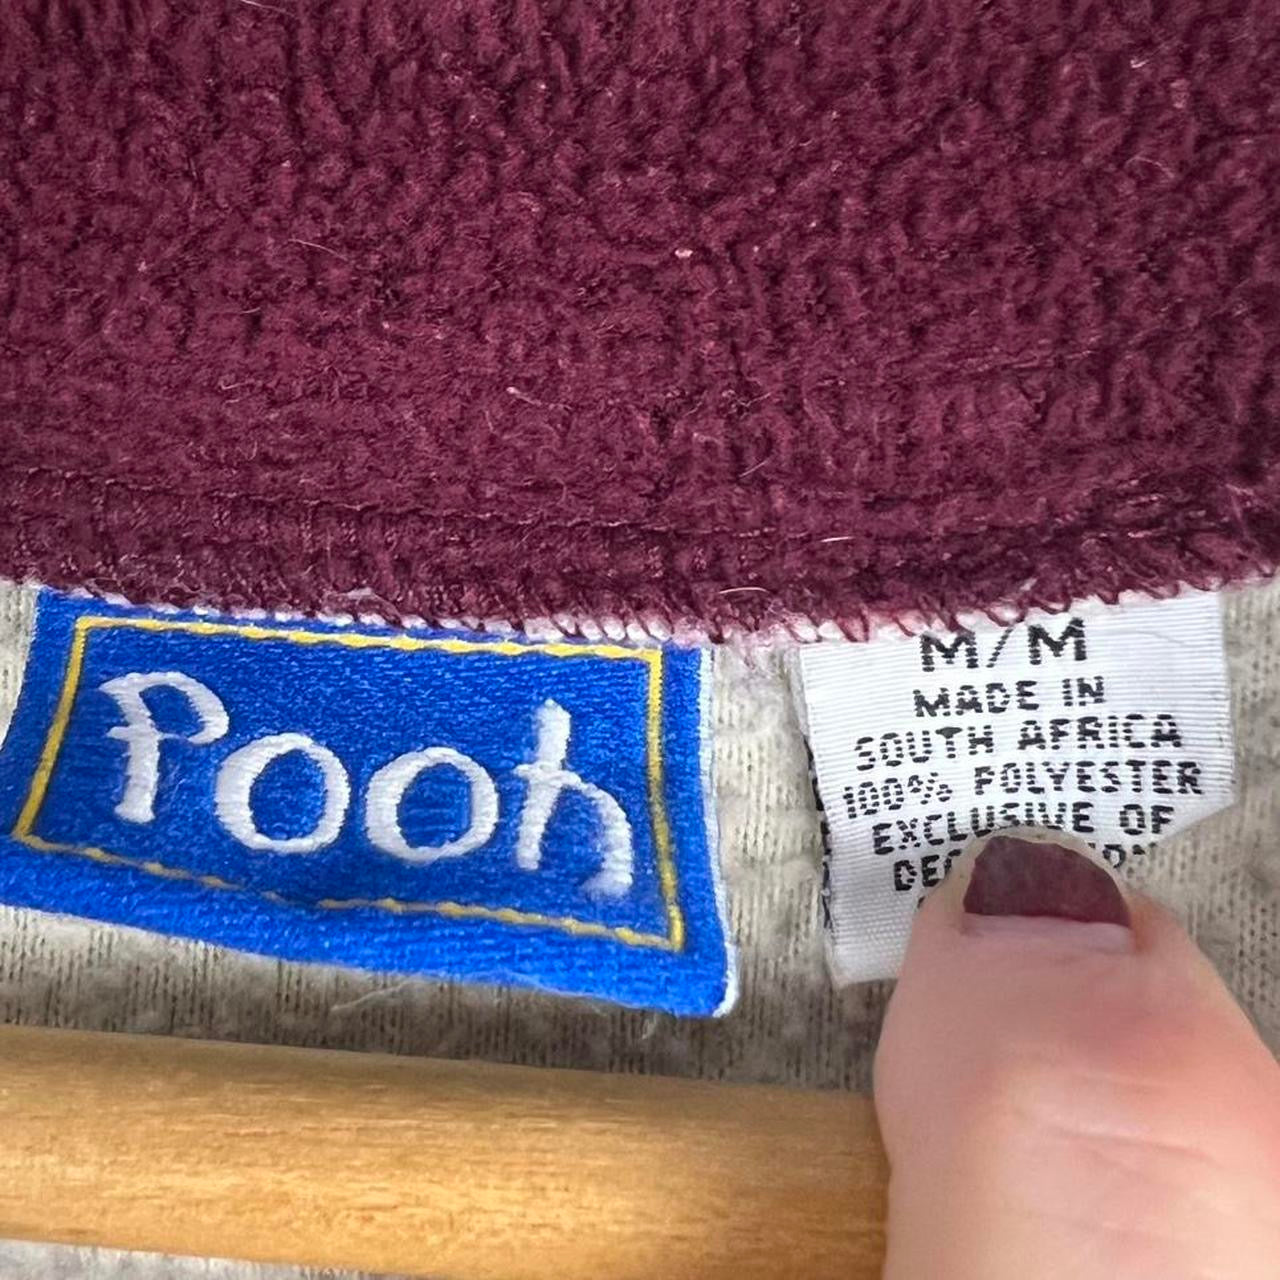 Pooh
M/M
MADE IN
SOUTH AFRICA
100% POLYESTER
EXCLUSIVE OF